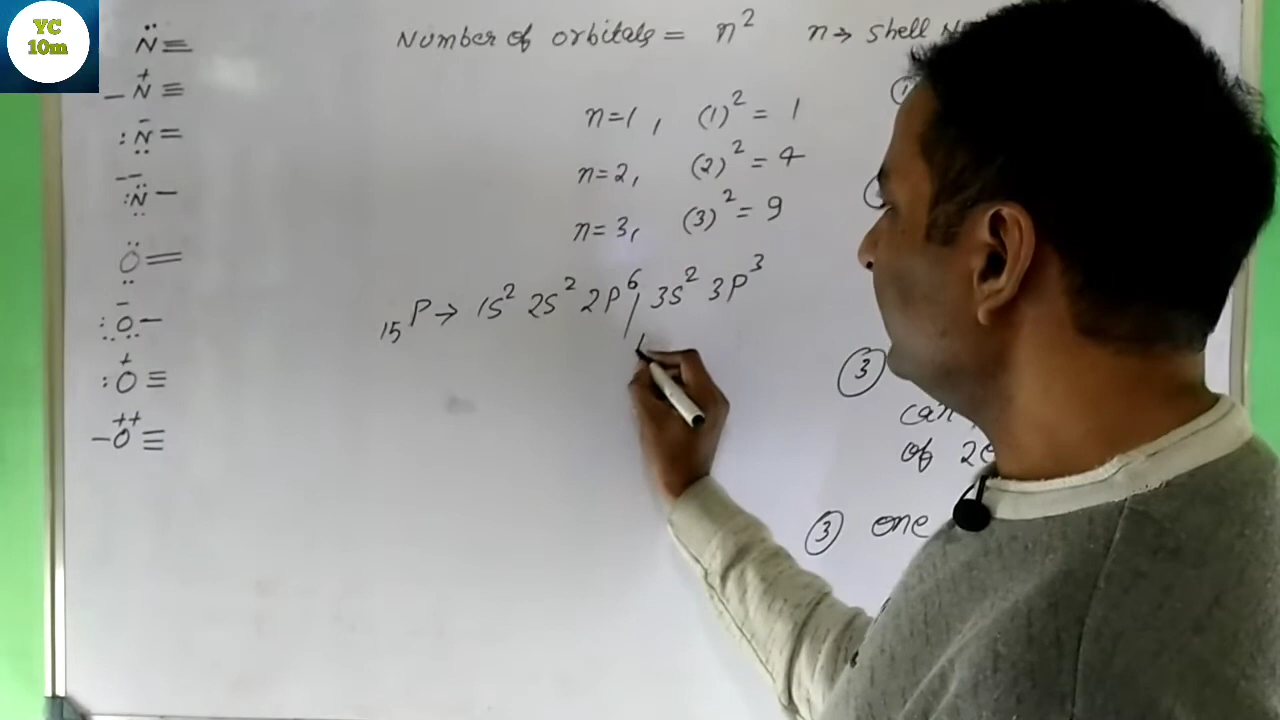 YC
10m
Number of orbitals = n² n → shell
n=1, (1)² = 1
n=2, (2)² = 4
n=3, (3)² = 9
₁₅P → 1S² 2S² 2P⁶, 3S² 3P³
N̈≡
–N⁺≡
:N̤⁻=
:N̤̈⁻⁻–
Ö̤=
:Ö̤⁻–
:O⁺≡
–O⁺⁺≡
③
can
of 2e
③ one